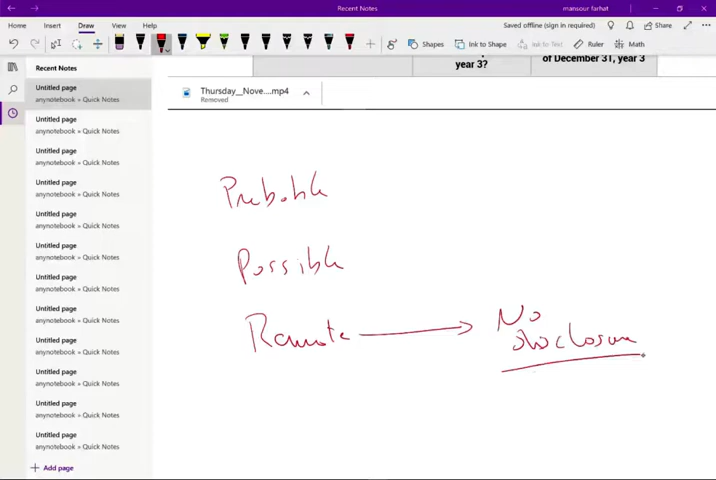 Recent Notes
mansour farhat
Home Insert Draw View Help
Saved offline (sign in required) Share
Shapes Ink to Shape Ink to Text Ruler Math
Recent Notes
Untitled page
anynotebook » Quick Notes
Untitled page
anynotebook » Quick Notes
Untitled page
anynotebook » Quick Notes
Untitled page
anynotebook » Quick Notes
Untitled page
anynotebook » Quick Notes
Untitled page
anynotebook » Quick Notes
Untitled page
anynotebook » Quick Notes
Untitled page
anynotebook » Quick Notes
Untitled page
anynotebook » Quick Notes
Untitled page
anynotebook » Quick Notes
Untitled page
anynotebook » Quick Notes
Untitled page
anynotebook » Quick Notes
Add page
year 3?
of December 31, year 3
Thursday__Nove....mp4
Removed
Probable
Possible
Remote
No
disclosure